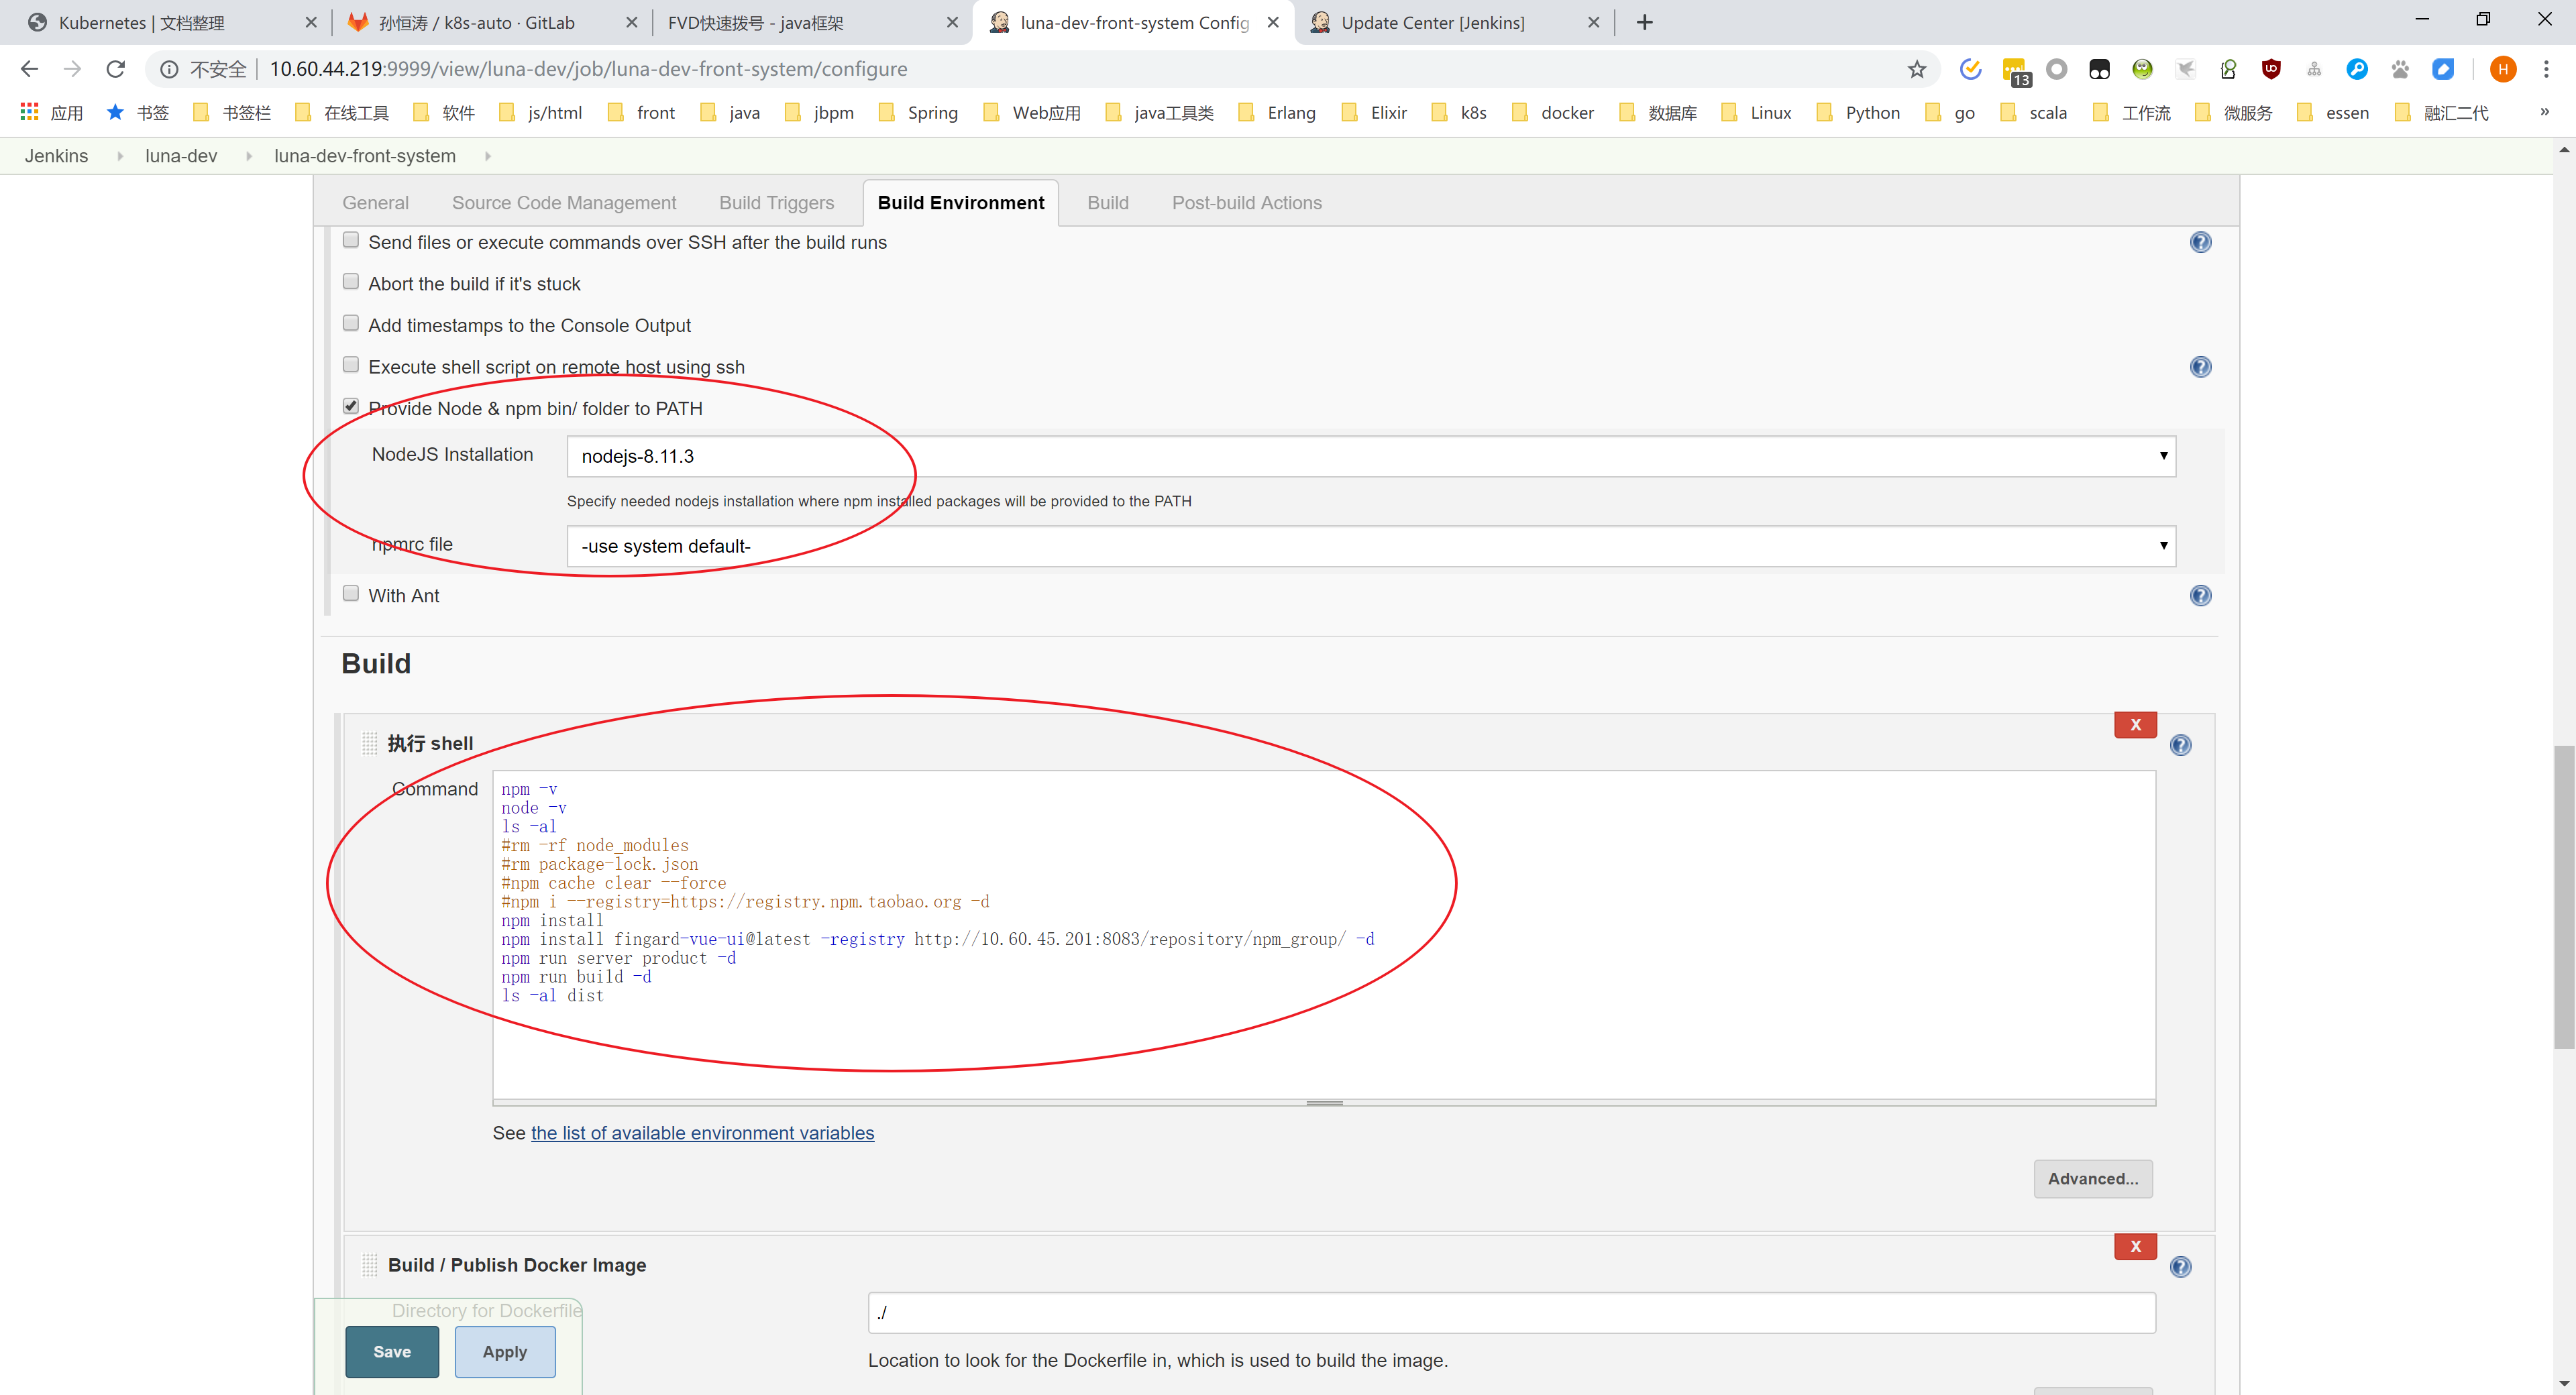 Kubernetes | 文档整理
孙恒涛 / k8s-auto · GitLab
FVD快速拨号 - java框架
luna-dev-front-system Config
Update Center [Jenkins]
不安全 | 10.60.44.219:9999/view/luna-dev/job/luna-dev-front-system/configure
13
H
应用 书签 书签栏 在线工具 软件 js/html front java jbpm Spring Web应用 java工具类 Erlang Elixir k8s docker 数据库 Linux Python go scala 工作流 微服务 essen 融汇二代 »
Jenkins luna-dev luna-dev-front-system
General Source Code Management Build Triggers Build Environment Build Post-build Actions
Send files or execute commands over SSH after the build runs
Abort the build if it's stuck
Add timestamps to the Console Output
Execute shell script on remote host using ssh
Provide Node & npm bin/ folder to PATH
NodeJS Installation nodejs-8.11.3
Specify needed nodejs installation where npm installed packages will be provided to the PATH
npmrc file -use system default-
With Ant
Build
X
执行 shell
Command
npm -v
node -v
ls -al
#rm -rf node_modules
#rm package-lock.json
#npm cache clear --force
#npm i --registry=https://registry.npm.taobao.org -d
npm install
npm install fingard-vue-ui@latest -registry http://10.60.45.201:8083/repository/npm_group/ -d
npm run server product -d
npm run build -d
ls -al dist
See the list of available environment variables
Advanced...
X
Build / Publish Docker Image
Directory for Dockerfile ./
Save Apply
Location to look for the Dockerfile in, which is used to build the image.